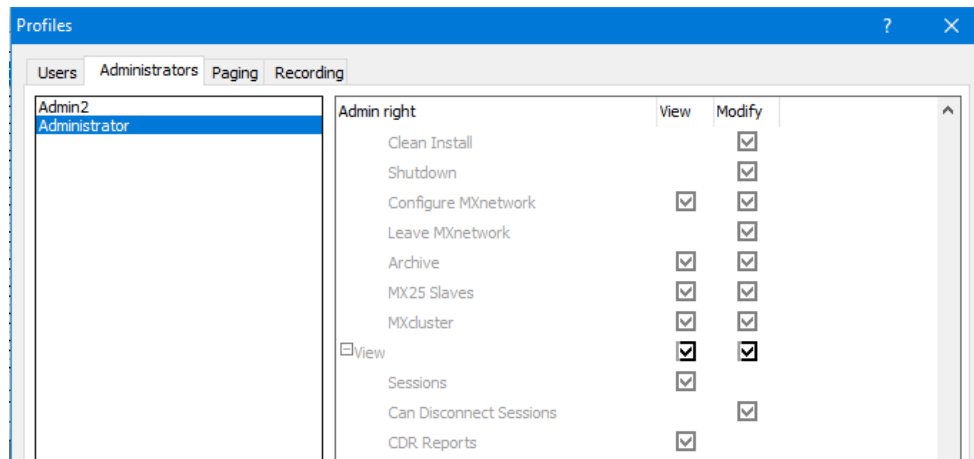 Profiles ?
Users Administrators Paging Recording
Admin2
Administrator
Admin right View Modify
Clean Install
Shutdown
Configure MXnetwork
Leave MXnetwork
Archive
MX25 Slaves
MXcluster
View
Sessions
Can Disconnect Sessions
CDR Reports